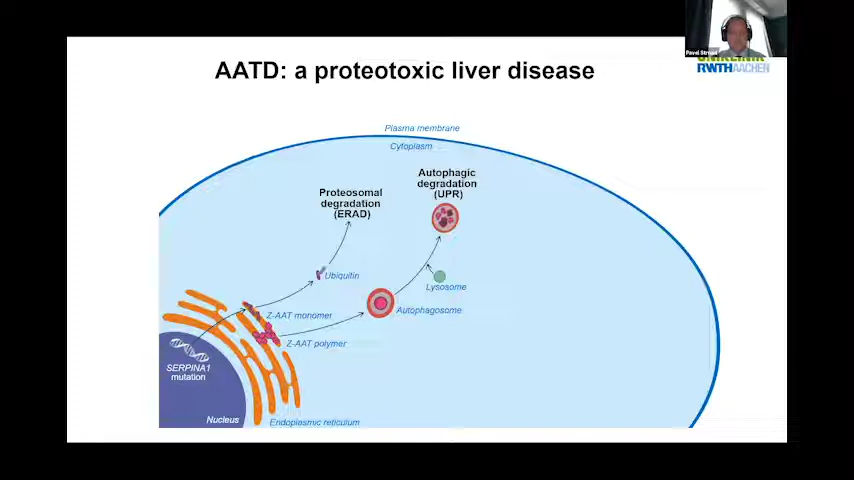 Pavel Strnad
UNIKLINIK
RWTHAACHEN
AATD: a proteotoxic liver disease
Plasma membrane
Cytoplasm
Autophagic
degradation
(UPR)
Proteosomal
degradation
(ERAD)
Ubiquitin
Lysosome
Autophagosome
Z-AAT monomer
Z-AAT polymer
SERPINA1
mutation
Nucleus
Endoplasmic reticulum